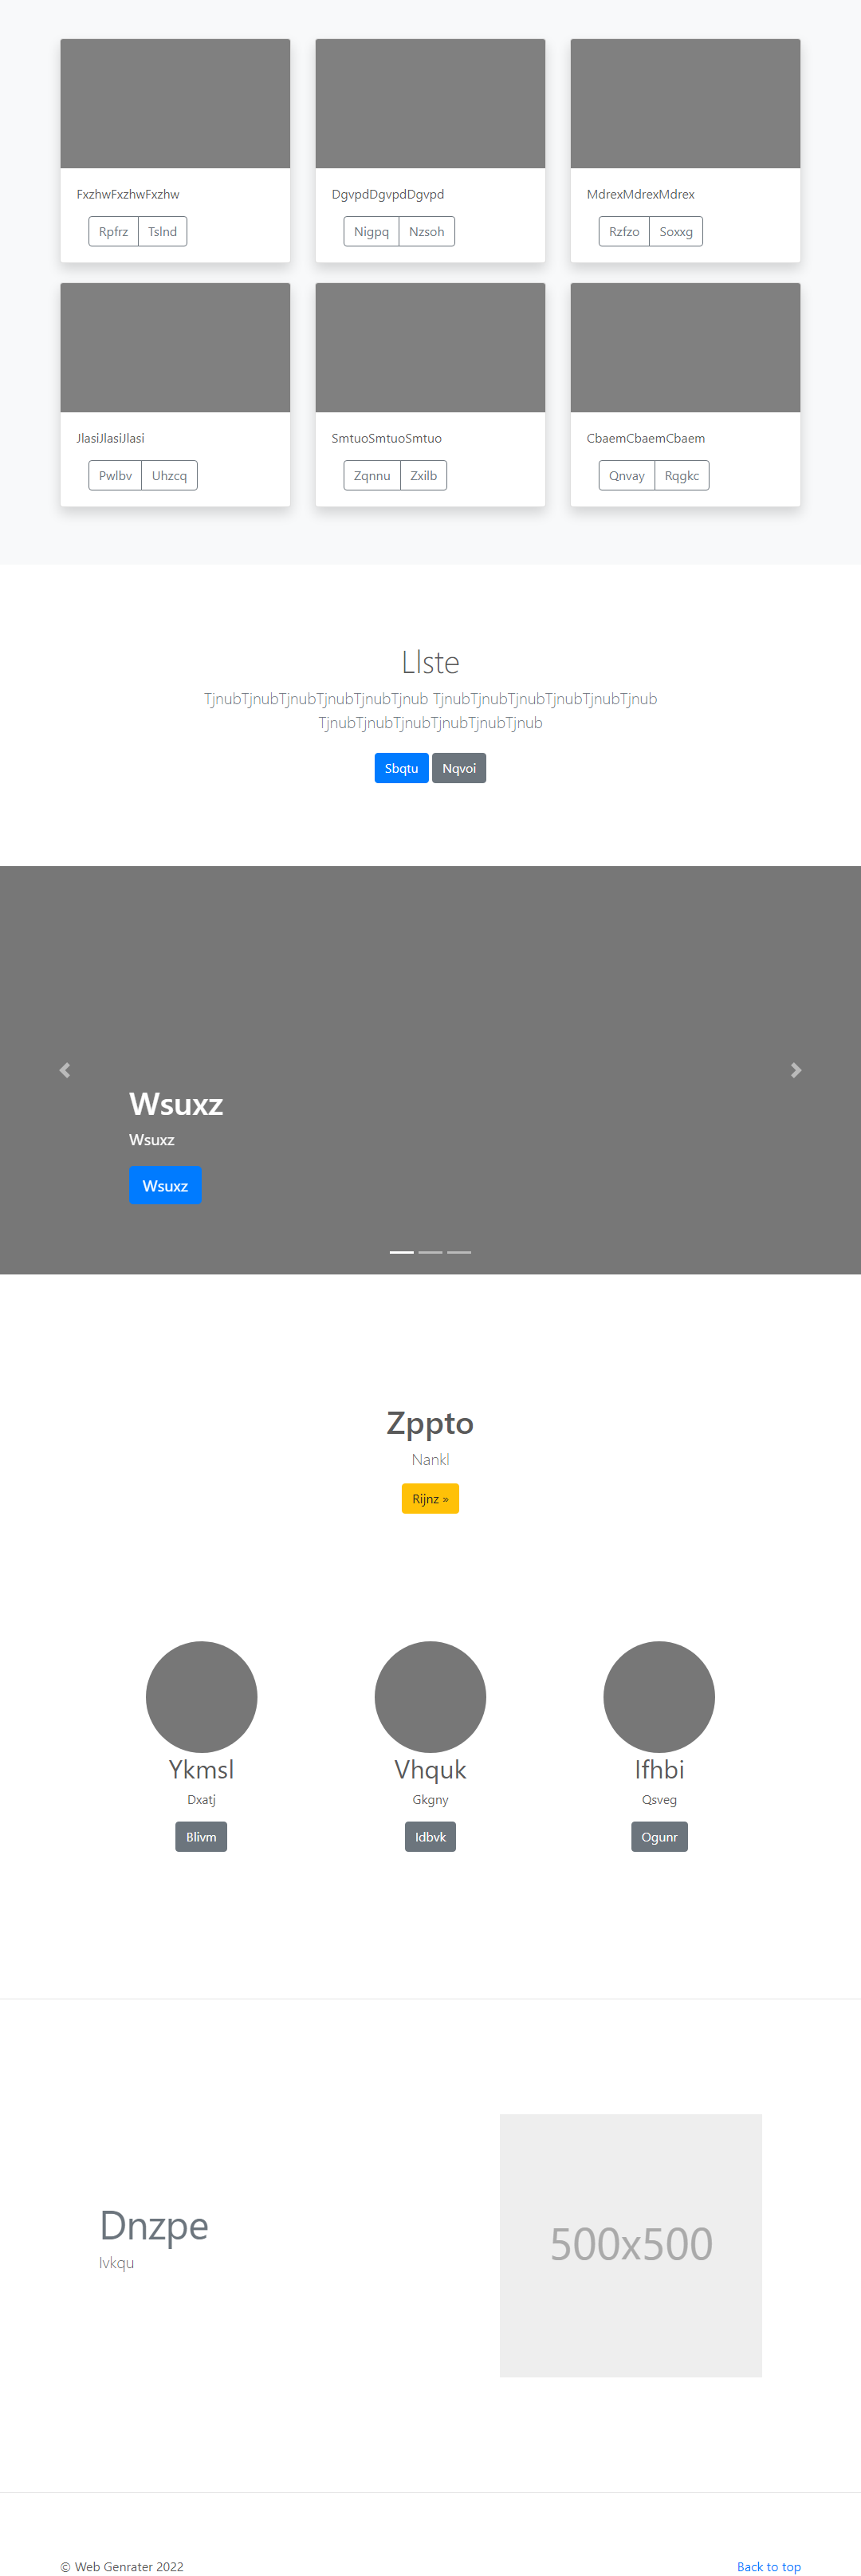 FxzhwFxzhwFxzhw
Rpfrz Tslnd
DgvpdDgvpdDgvpd
Nigpq Nzsoh
MdrexMdrexMdrex
Rzfzo Soxxg
JlasiJlasiJlasi
Pwlbv Uhzcq
SmtuoSmtuoSmtuo
Zqnnu Zxilb
CbaemCbaemCbaem
Qnvay Rqgkc
Llste
TjnubTjnubTjnubTjnubTjnubTjnub TjnubTjnubTjnubTjnubTjnubTjnub
TjnubTjnubTjnubTjnubTjnubTjnub
Sbqtu Nqvoi
Wsuxz
Wsuxz
Wsuxz
Zppto
Nankl
Rijnz »
Ykmsl
Dxatj
Blivm
Vhquk
Gkgny
Idbvk
Ifhbi
Qsveg
Ogunr
Dnzpe
Ivkqu
500x500
© Web Genrater 2022
Back to top